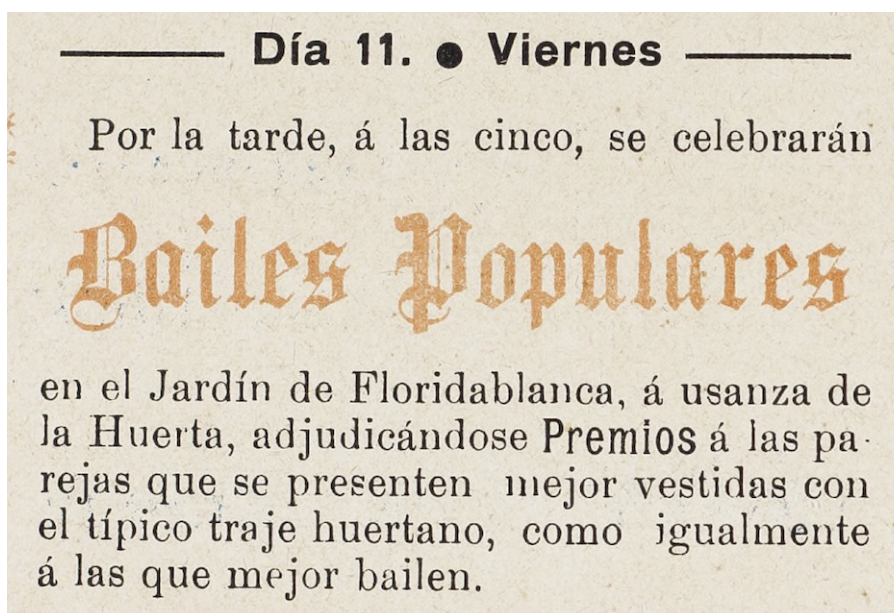 Día 11. ● Viernes
Por la tarde, á las cinco, se celebrarán
Bailes Populares
en el Jardín de Floridablanca, á usanza de
la Huerta, adjudicándose Premios á las pa-
rejas que se presenten mejor vestidas con
el típico traje huertano, como igualmente
á las que mejor bailen.